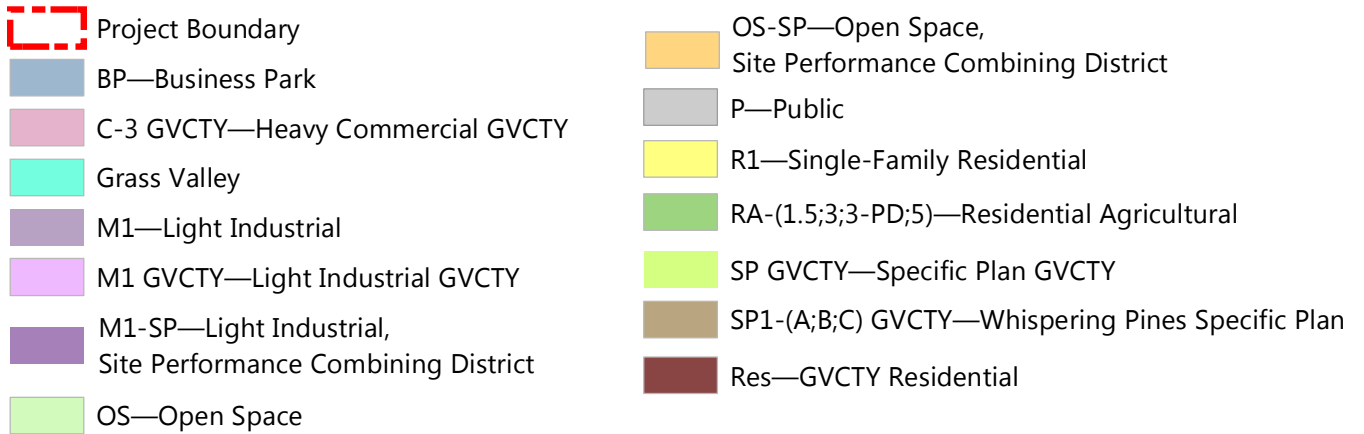 Project Boundary
BP—Business Park
C-3 GVCTY—Heavy Commercial GVCTY
Grass Valley
M1—Light Industrial
M1 GVCTY—Light Industrial GVCTY
M1-SP—Light Industrial,
Site Performance Combining District
OS—Open Space
OS-SP—Open Space,
Site Performance Combining District
P—Public
R1—Single-Family Residential
RA-(1.5;3;3-PD;5)—Residential Agricultural
SP GVCTY—Specific Plan GVCTY
SP1-(A;B;C) GVCTY—Whispering Pines Specific Plan
Res—GVCTY Residential